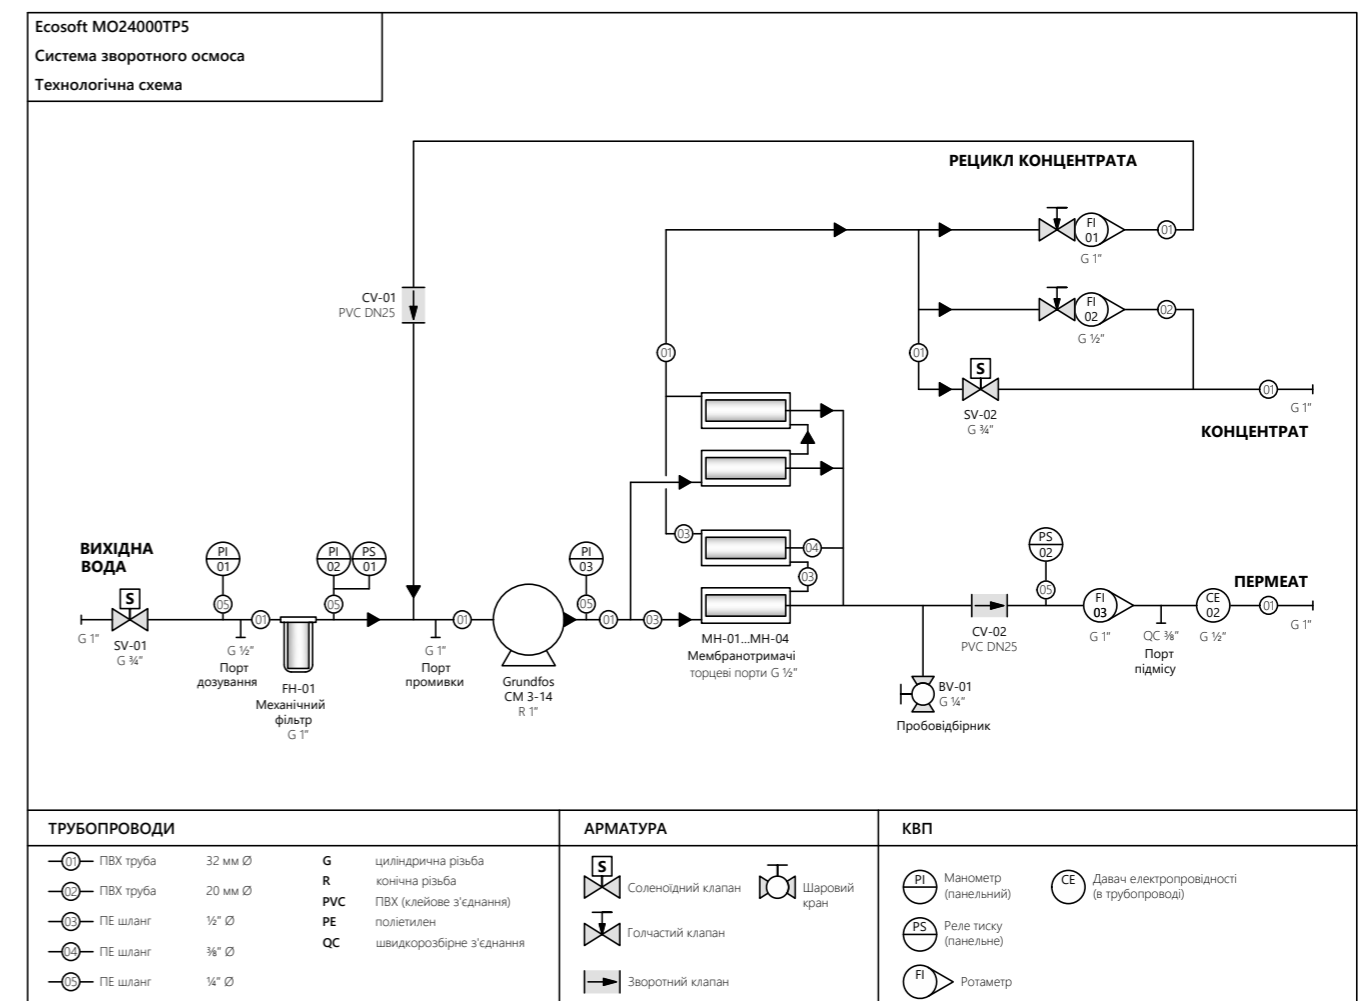 Ecosoft MO24000TP5
Система зворотного осмоса
Технологічна схема
РЕЦИКЛ КОНЦЕНТРАТА
FI
01
01
G 1"
CV-01
PVC DN25
FI
02
02
G ½"
01
01
S
SV-02
G ¾"
01
G 1"
КОНЦЕНТРАТ
ВИХІДНА
ВОДА
PI
01
PI
02
PS
01
PI
03
03
04
03
PS
02
ПЕРМЕАТ
S
G 1"
SV-01
G ¾"
05
01
05
01
05
01
03
05
FI
03
CE
02
01
G 1"
G ½"
Порт
дозування
FH-01
Механічний
фільтр
G 1"
G 1"
Порт
промивки
Grundfos
CM 3-14
R 1"
MH-01...MH-04
Мембранотримачі
торцеві порти G ½"
CV-02
PVC DN25
G 1"
QC ⅜"
Порт
підмісу
G ½"
BV-01
G ¼"
Пробовідбірник
ТРУБОПРОВОДИ
01 ПВХ труба 32 мм Ø
02 ПВХ труба 20 мм Ø
03 ПЕ шланг ½" Ø
04 ПЕ шланг ⅜" Ø
05 ПЕ шланг ¼" Ø
G циліндрична різьба
R конічна різьба
PVC ПВХ (клейове з'єднання)
PE поліетилен
QC швидкорозбірне з'єднання
АРМАТУРА
S
Соленоїдний клапан
Шаровий
кран
Голчастий клапан
Зворотний клапан
КВП
PI
Манометр
(панельний)
CE
Давач електропровідності
(в трубопроводі)
PS
Реле тиску
(панельне)
FI
Ротаметр